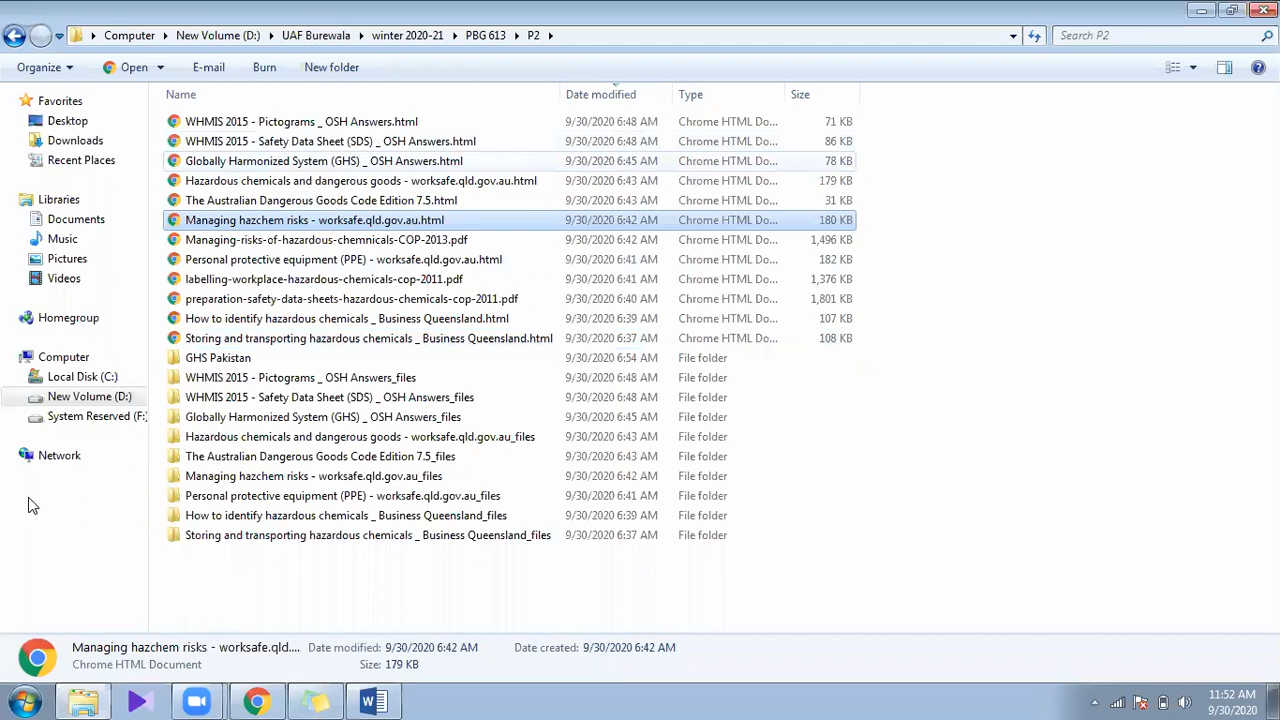 Computer ▸ New Volume (D:) ▸ UAF Burewala ▸ winter 2020-21 ▸ PBG 613 ▸ P2 ▸ Search P2
Organize Open E-mail Burn New folder
Name Date modified Type Size
Favorites
Desktop
Downloads
Recent Places
Libraries
Documents
Music
Pictures
Videos
Homegroup
Computer
Local Disk (C:)
New Volume (D:)
System Reserved (F:
Network
WHMIS 2015 - Pictograms _ OSH Answers.html 9/30/2020 6:48 AM Chrome HTML Do... 71 KB
WHMIS 2015 - Safety Data Sheet (SDS) _ OSH Answers.html 9/30/2020 6:48 AM Chrome HTML Do... 86 KB
Globally Harmonized System (GHS) _ OSH Answers.html 9/30/2020 6:45 AM Chrome HTML Do... 78 KB
Hazardous chemicals and dangerous goods - worksafe.qld.gov.au.html 9/30/2020 6:43 AM Chrome HTML Do... 179 KB
The Australian Dangerous Goods Code Edition 7.5.html 9/30/2020 6:43 AM Chrome HTML Do... 31 KB
Managing hazchem risks - worksafe.qld.gov.au.html 9/30/2020 6:42 AM Chrome HTML Do... 180 KB
Managing-risks-of-hazardous-chemnicals-COP-2013.pdf 9/30/2020 6:42 AM Chrome HTML Do... 1,496 KB
Personal protective equipment (PPE) - worksafe.qld.gov.au.html 9/30/2020 6:41 AM Chrome HTML Do... 182 KB
labelling-workplace-hazardous-chemicals-cop-2011.pdf 9/30/2020 6:41 AM Chrome HTML Do... 1,376 KB
preparation-safety-data-sheets-hazardous-chemicals-cop-2011.pdf 9/30/2020 6:40 AM Chrome HTML Do... 1,801 KB
How to identify hazardous chemicals _ Business Queensland.html 9/30/2020 6:39 AM Chrome HTML Do... 107 KB
Storing and transporting hazardous chemicals _ Business Queensland.html 9/30/2020 6:37 AM Chrome HTML Do... 108 KB
GHS Pakistan 9/30/2020 6:54 AM File folder
WHMIS 2015 - Pictograms _ OSH Answers_files 9/30/2020 6:48 AM File folder
WHMIS 2015 - Safety Data Sheet (SDS) _ OSH Answers_files 9/30/2020 6:48 AM File folder
Globally Harmonized System (GHS) _ OSH Answers_files 9/30/2020 6:45 AM File folder
Hazardous chemicals and dangerous goods - worksafe.qld.gov.au_files 9/30/2020 6:43 AM File folder
The Australian Dangerous Goods Code Edition 7.5_files 9/30/2020 6:43 AM File folder
Managing hazchem risks - worksafe.qld.gov.au_files 9/30/2020 6:42 AM File folder
Personal protective equipment (PPE) - worksafe.qld.gov.au_files 9/30/2020 6:41 AM File folder
How to identify hazardous chemicals _ Business Queensland_files 9/30/2020 6:39 AM File folder
Storing and transporting hazardous chemicals _ Business Queensland_files 9/30/2020 6:37 AM File folder
Managing hazchem risks - worksafe.qld.... Date modified: 9/30/2020 6:42 AM Date created: 9/30/2020 6:42 AM
Chrome HTML Document Size: 179 KB
11:52 AM
9/30/2020